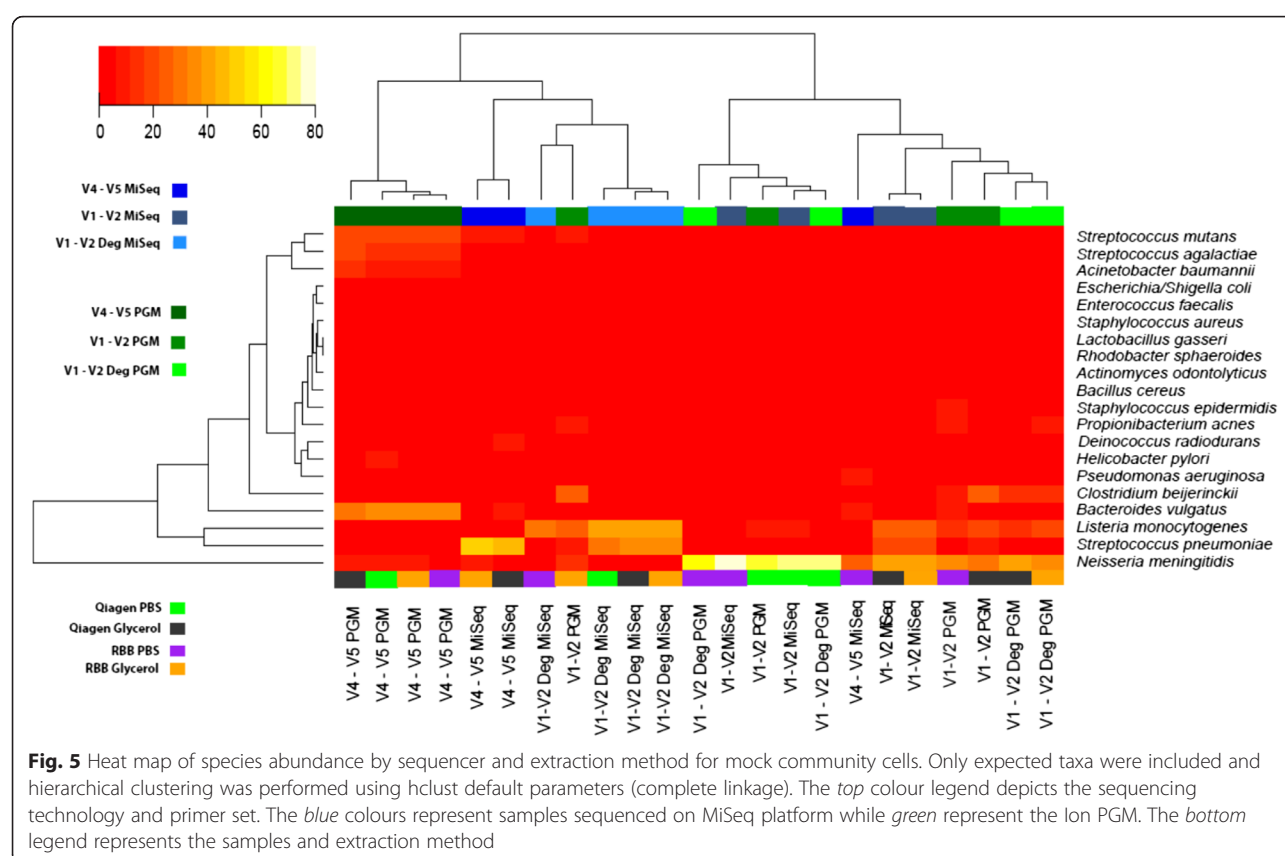 0 20 40 60 80
V4 - V5 MiSeq
V1 - V2 MiSeq
V1 - V2 Deg MiSeq
V4 - V5 PGM
V1 - V2 PGM
V1 - V2 Deg PGM
Streptococcus mutans
Streptococcus agalactiae
Acinetobacter baumannii
Escherichia/Shigella coli
Enterococcus faecalis
Staphylococcus aureus
Lactobacillus gasseri
Rhodobacter sphaeroides
Actinomyces odontolyticus
Bacillus cereus
Staphylococcus epidermidis
Propionibacterium acnes
Deinococcus radiodurans
Helicobacter pylori
Pseudomonas aeruginosa
Clostridium beijerinckii
Bacteroides vulgatus
Listeria monocytogenes
Streptococcus pneumoniae
Neisseria meningitidis
Qiagen PBS
Qiagen Glycerol
RBB PBS
RBB Glycerol
V4 - V5 PGM
V4 - V5 PGM
V4 - V5 PGM
V4 - V5 PGM
V4 - V5 MiSeq
V4 - V5 MiSeq
V1-V2 Deg MiSeq
V1-V2 PGM
V1-V2 Deg MiSeq
V1-V2 Deg MiSeq
V1-V2 Deg MiSeq
V1 - V2 Deg PGM
V1-V2MiSeq
V1-V2 PGM
V1-V2 MiSeq
V1 - V2 Deg PGM
V4 - V5 MiSeq
V1-V2 MiSeq
V1-V2 MiSeq
V1-V2 PGM
V1 - V2 PGM
V1 - V2 Deg PGM
V1 - V2 Deg PGM
Fig. 5 Heat map of species abundance by sequencer and extraction method for mock community cells. Only expected taxa were included and
hierarchical clustering was performed using hclust default parameters (complete linkage). The top colour legend depicts the sequencing
technology and primer set. The blue colours represent samples sequenced on MiSeq platform while green represent the Ion PGM. The bottom
legend represents the samples and extraction method